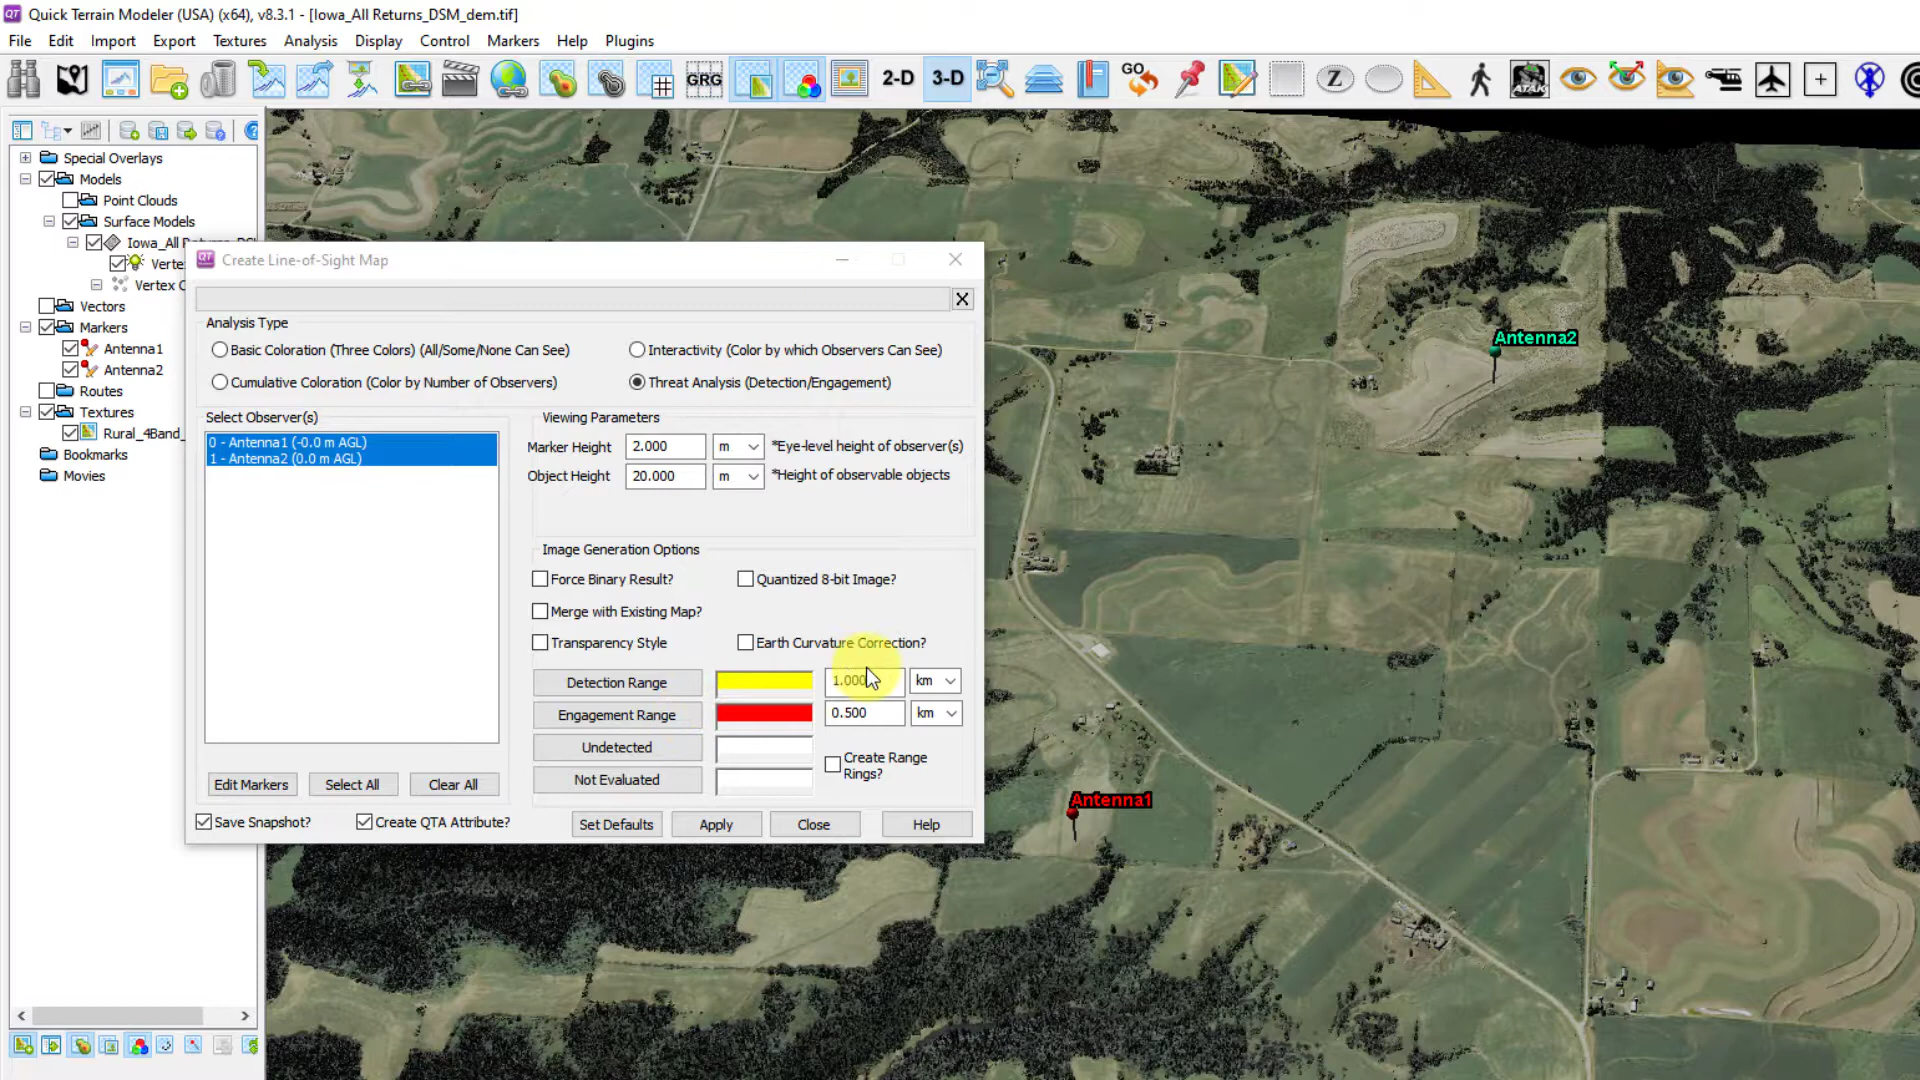 Quick Terrain Modeler (USA) (x64), v8.3.1 - [Iowa_All Returns_DSM_dem.tif]
File Edit Import Export Textures Analysis Display Control Markers Help Plugins
GRG 2-D 3-D GO Z ATAK
Special Overlays
Models
Point Clouds
Surface Models
Iowa_All Returns_DS
Verte
Vertex C
Vectors
Markers
Antenna1
Antenna2
Routes
Textures
Rural_4Band_
Bookmarks
Movies
Create Line-of-Sight Map
Analysis Type
Basic Coloration (Three Colors) (All/Some/None Can See)
Interactivity (Color by which Observers Can See)
Cumulative Coloration (Color by Number of Observers)
Threat Analysis (Detection/Engagement)
Select Observer(s)
0 - Antenna1 (-0.0 m AGL)
1 - Antenna2 (0.0 m AGL)
Edit Markers Select All Clear All
Viewing Parameters
Marker Height 2.000 m *Eye-level height of observer(s)
Object Height 20.000 m *Height of observable objects
Image Generation Options
Force Binary Result? Quantized 8-bit Image?
Merge with Existing Map?
Transparency Style Earth Curvature Correction?
Detection Range 1.000 km
Engagement Range 0.500 km
Undetected
Not Evaluated
Create Range
Rings?
Save Snapshot? Create QTA Attribute? Set Defaults Apply Close Help
Antenna2
Antenna1